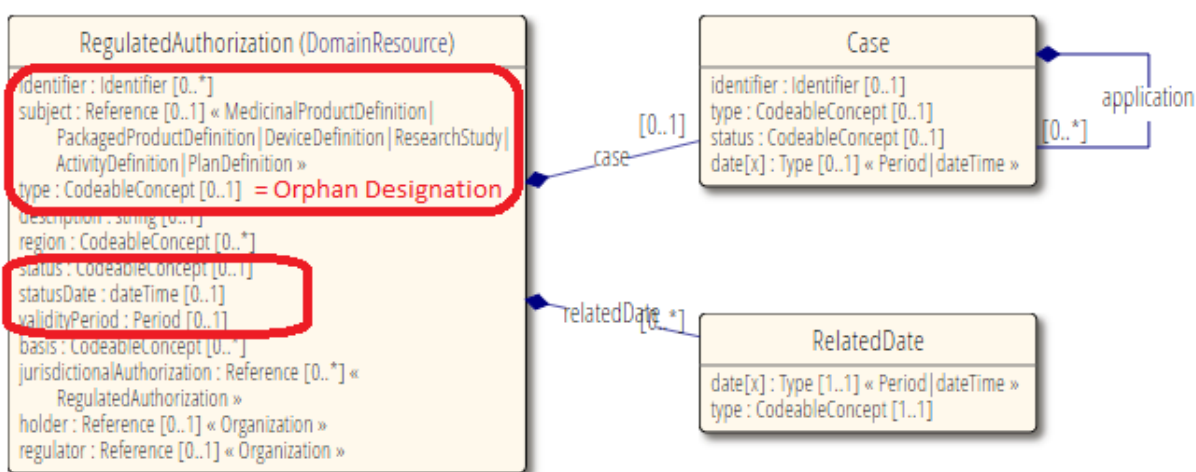 RegulatedAuthorization (DomainResource)
identifier : Identifier [0..*]
subject : Reference [0..1] « MedicinalProductDefinition|
PackagedProductDefinition|DeviceDefinition|ResearchStudy|
ActivityDefinition|PlanDefinition »
type : CodeableConcept [0..1] = Orphan Designation
description : string [0..1]
region : CodeableConcept [0..*]
status : CodeableConcept [0..1]
statusDate : dateTime [0..1]
validityPeriod : Period [0..1]
basis : CodeableConcept [0..*]
jurisdictionalAuthorization : Reference [0..*] «
RegulatedAuthorization »
holder : Reference [0..1] « Organization »
regulator : Reference [0..1] « Organization »
[0..1]
case
Case
identifier : Identifier [0..1]
type : CodeableConcept [0..1]
status : CodeableConcept [0..1]
date[x] : Type [0..1] « Period|dateTime »
application
[0..*]
relatedDate
[0..*]
RelatedDate
date[x] : Type [1..1] « Period|dateTime »
type : CodeableConcept [1..1]